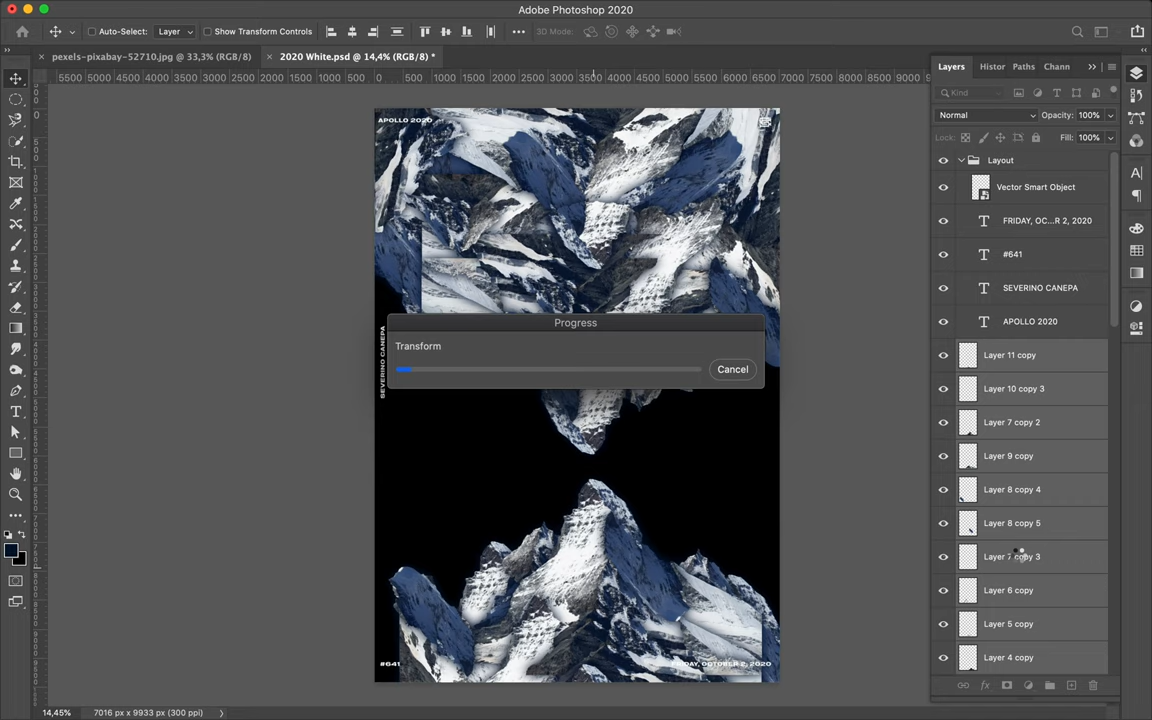 Adobe Photoshop 2020
Auto-Select:
Layer
Show Transform Controls
3D Mode:
pexels-pixabay-52710.jpg @ 33,3% (RGB/8)
2020 White.psd @ 14,4% (RGB/8) *
5500 5000 4500 4000 3500 3000 2500 2000 1500 1000 500 0 500 1000 1500 2000 2500 3000 3500 4000 4500 5000 5500 6000 6500 7000 7500 8000 8500 9000
Layers
Histor
Paths
Chann
Kind
Normal
Opacity: 100%
Lock:
Fill: 100%
Layout
Vector Smart Object
FRIDAY, OC...R 2, 2020
#641
SEVERINO CANEPA
APOLLO 2020
Layer 11 copy
Layer 10 copy 3
Layer 7 copy 2
Layer 9 copy
Layer 8 copy 4
Layer 8 copy 5
Layer 7 copy 3
Layer 6 copy
Layer 5 copy
Layer 4 copy
APOLLO 2020
SEVERINO CANEPA
Progress
Transform
Cancel
#641
FRIDAY, OCTOBER 2, 2020
14,45%
7016 px x 9933 px (300 ppi)